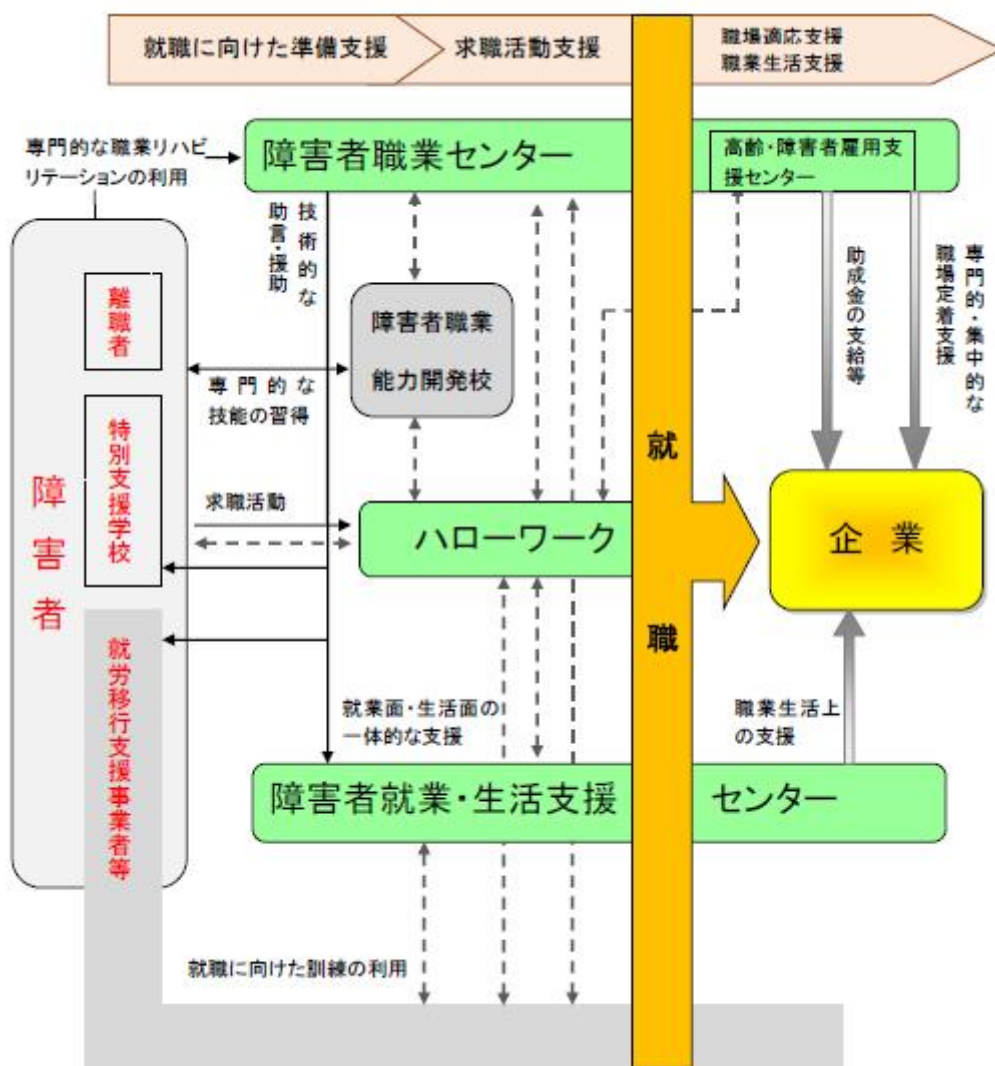 就職に向けた準備支援
求職活動支援
職場適応支援
職業生活支援
専門的な職業リハビ
リテーションの利用
障害者職業センター
高齢・障害者雇用支
援センター
技術的な
助言・援助
障害者
離職者
特別支援学校
就労移行支援事業者等
障害者職業
能力開発校
専門的な
技能の習得
助成金の支給等
専門的・集中的な
職場定着支援
求職活動
ハローワーク
就職
企業
就業面・生活面の
一体的な支援
職業生活上
の支援
障害者就業・生活支援 センター
就職に向けた訓練の利用